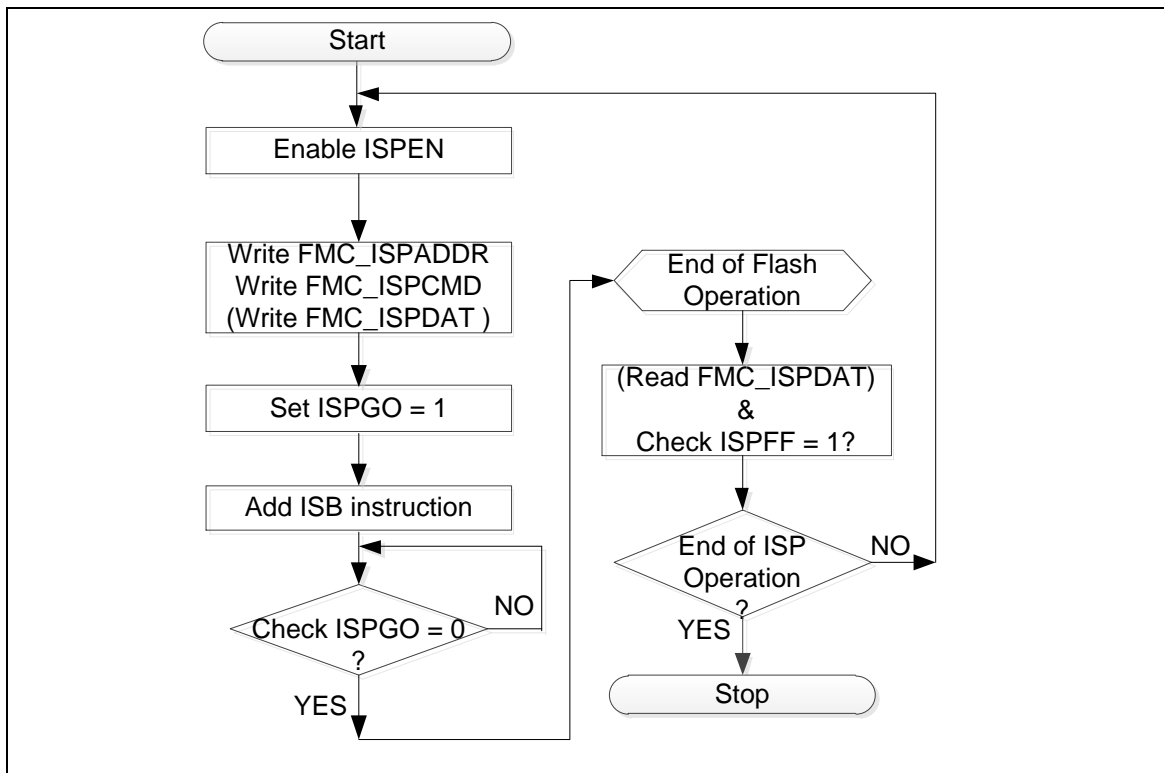 Start
Enable ISPEN
Write FMC_ISPADDR
Write FMC_ISPCMD
(Write FMC_ISPDAT )
Set ISPGO = 1
Add ISB instruction
Check ISPGO = 0
?
NO
YES
End of Flash
Operation
(Read FMC_ISPDAT)
&
Check ISPFF = 1?
End of ISP
Operation
?
NO
YES
Stop